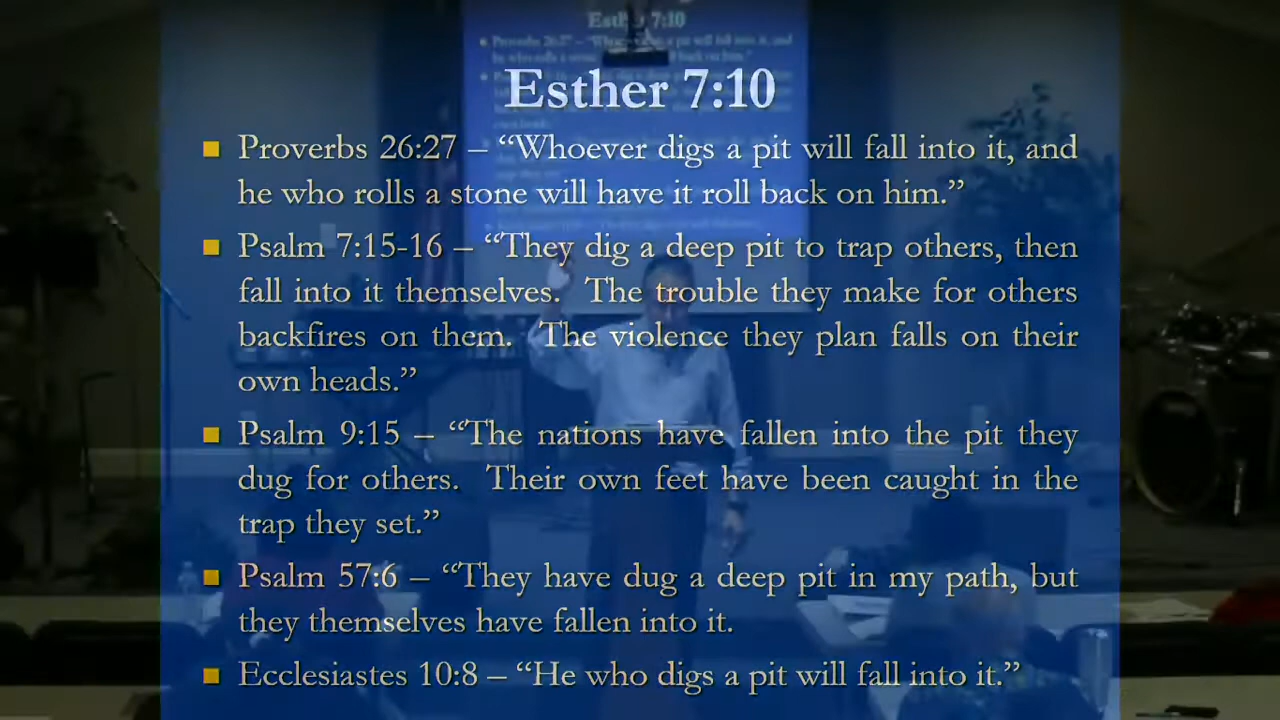 Esther 7:10
Esther 7:10
Proverbs 26:27 – “Whoever digs a pit will fall into it, and
he who rolls a stone will have it roll back on him.”
Psalm 7:15-16 – “They dig a deep pit to trap others, then
fall into it themselves. The trouble they make for others
backfires on them. The violence they plan falls on their
own heads.”
Psalm 9:15 – “The nations have fallen into the pit they
dug for others. Their own feet have been caught in the
trap they set.”
Psalm 57:6 – “They have dug a deep pit in my path, but
they themselves have fallen into it.
Ecclesiastes 10:8 – “He who digs a pit will fall into it.”